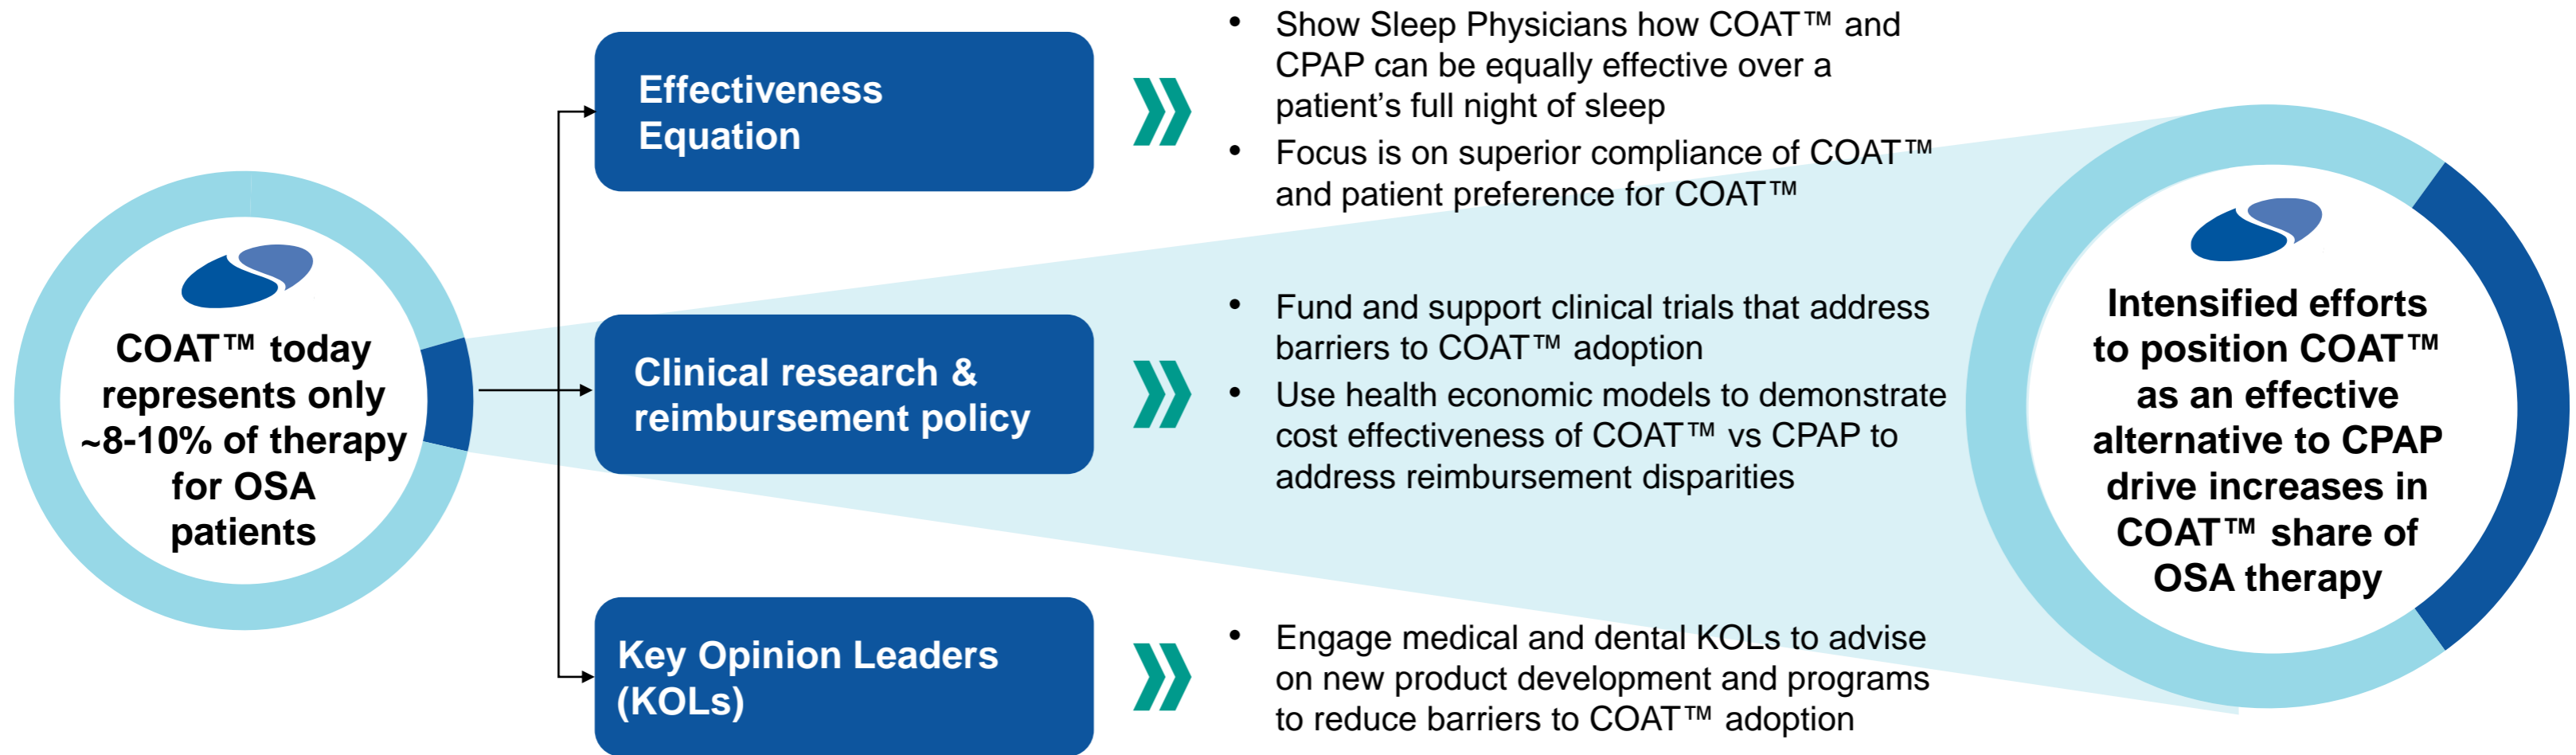 COAT™ today
represents only
~8-10% of therapy
for OSA
patients
Effectiveness
Equation
• Show Sleep Physicians how COAT™ and
CPAP can be equally effective over a
patient’s full night of sleep
• Focus is on superior compliance of COAT™
and patient preference for COAT™
Clinical research &
reimbursement policy
• Fund and support clinical trials that address
barriers to COAT™ adoption
• Use health economic models to demonstrate
cost effectiveness of COAT™ vs CPAP to
address reimbursement disparities
Key Opinion Leaders
(KOLs)
• Engage medical and dental KOLs to advise
on new product development and programs
to reduce barriers to COAT™ adoption
Intensified efforts
to position COAT™
as an effective
alternative to CPAP
drive increases in
COAT™ share of
OSA therapy